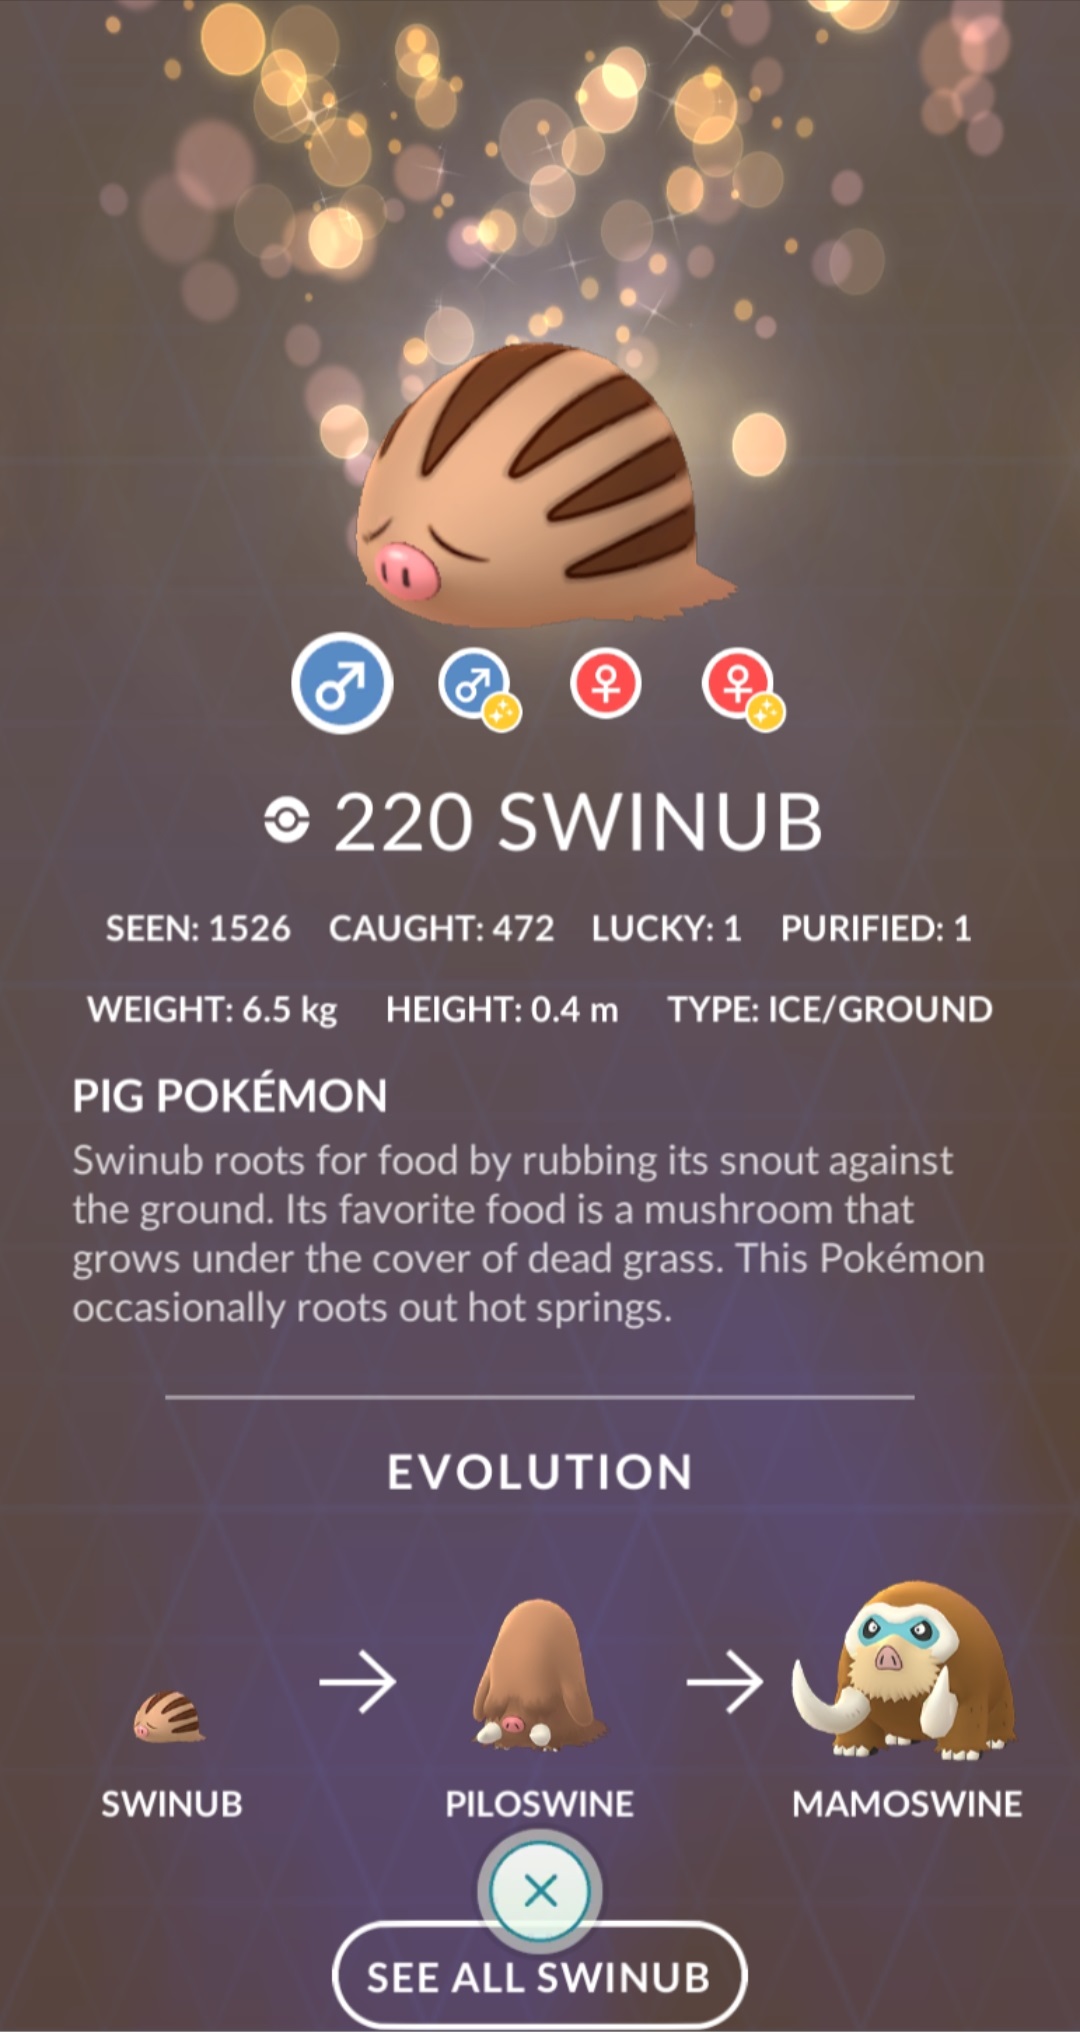 220 SWINUB
SEEN: 1526 CAUGHT: 472 LUCKY: 1 PURIFIED: 1
WEIGHT: 6.5 kg HEIGHT: 0.4 m TYPE: ICE/GROUND
PIG POKÉMON
Swinub roots for food by rubbing its snout against
the ground. Its favorite food is a mushroom that
grows under the cover of dead grass. This Pokémon
occasionally roots out hot springs.
EVOLUTION
SWINUB PILOSWINE MAMOSWINE
SEE ALL SWINUB